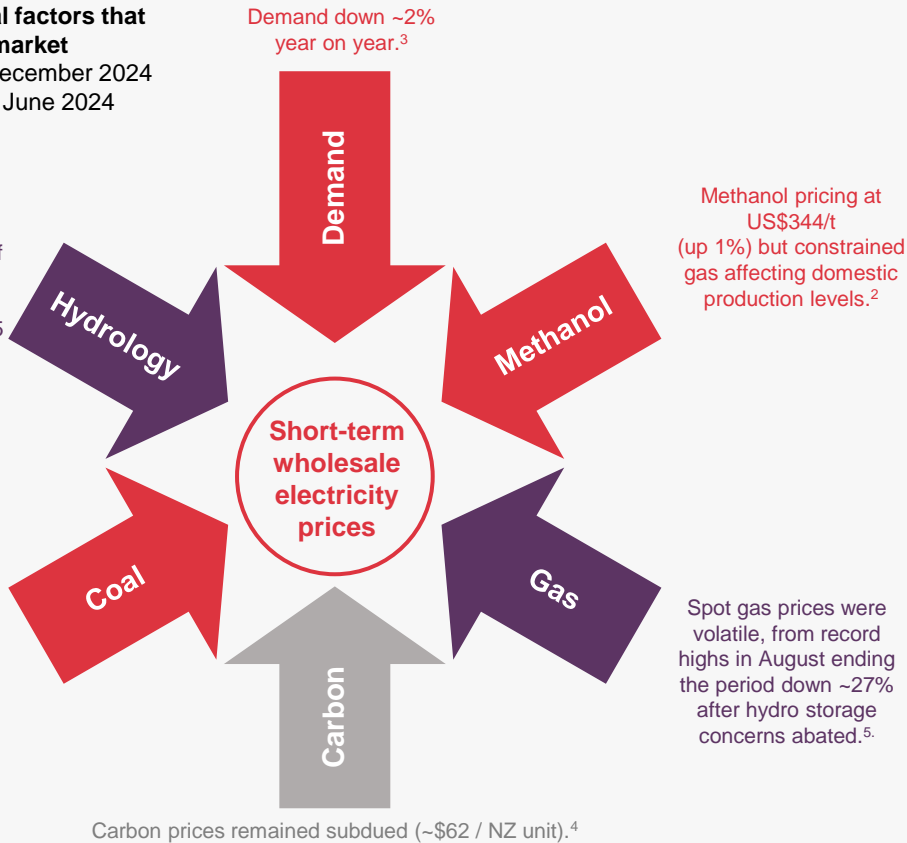 l factors that
market
ecember 2024
June 2024
Demand down ~2%
year on year.³
Demand
Methanol pricing at
US$344/t
(up 1%) but constrained
gas affecting domestic
production levels.²
Methanol
Hydrology
f
5
Short-term
wholesale
electricity
prices
Coal
Gas
Spot gas prices were
volatile, from record
highs in August ending
the period down ~27%
after hydro storage
concerns abated.⁵·
Carbon
Carbon prices remained subdued (~$62 / NZ unit).⁴